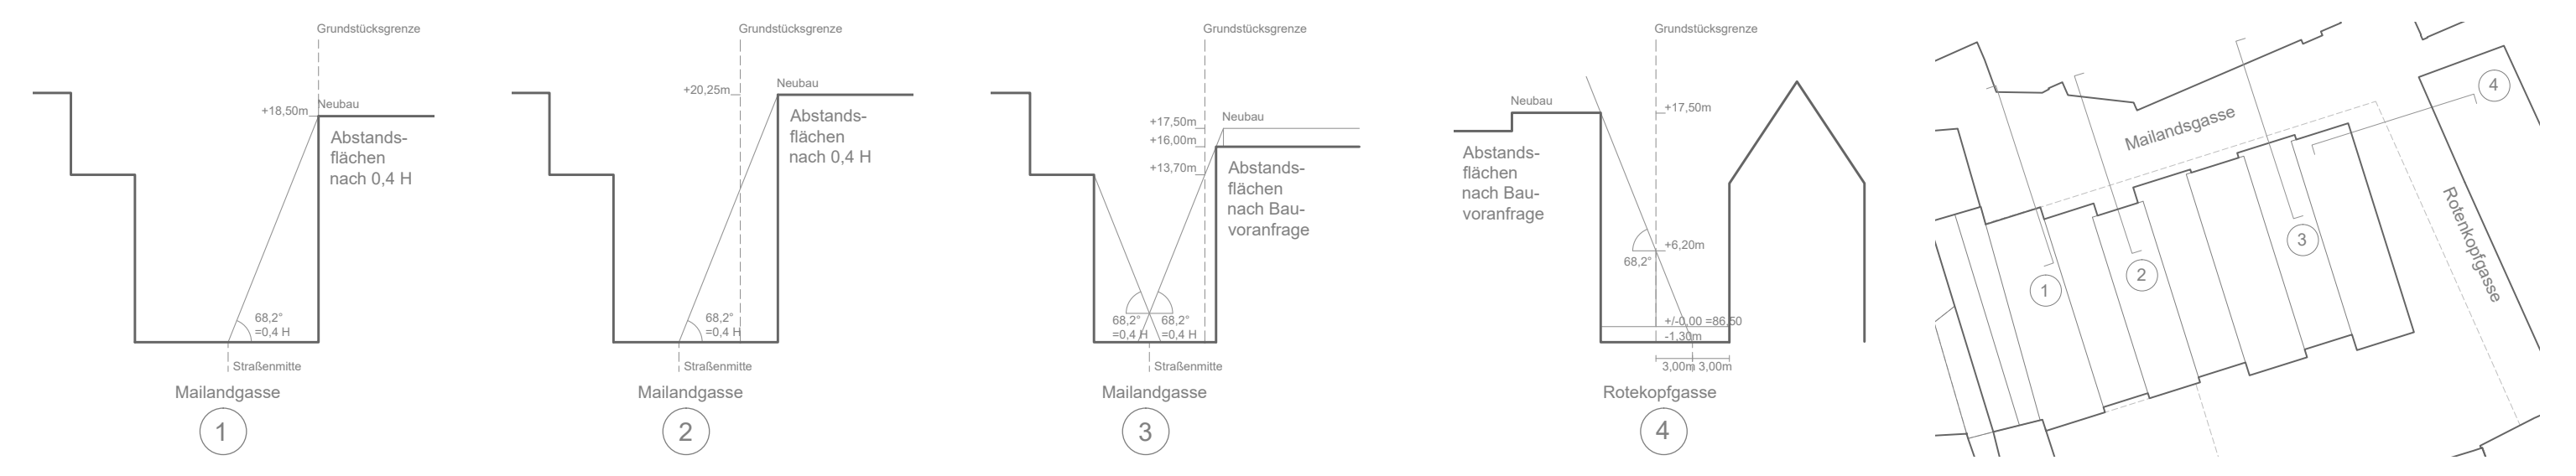 Grundstücksgrenze
+18,50m
Neubau
Abstands-
flächen
nach 0,4 H
68,2°
=0,4 H
Straßenmitte
Mailandgasse
1
Grundstücksgrenze
+20,25m
Neubau
Abstands-
flächen
nach 0,4 H
68,2°
=0,4 H
Straßenmitte
Mailandgasse
2
Grundstücksgrenze
+17,50m
Neubau
+16,00m
+13,70m
Abstands-
flächen
nach Bau-
voranfrage
68,2° 68,2°
=0,4 H =0,4 H
Straßenmitte
Mailandgasse
3
Grundstücksgrenze
Neubau
+17,50m
Abstands-
flächen
nach Bau-
voranfrage
+6,20m
68,2°
+/-0,00 =86,50
-1,30m
3,00m 3,00m
Rotekopfgasse
4
Mailandsgasse
4
Rotenkopfgasse
3
2
1